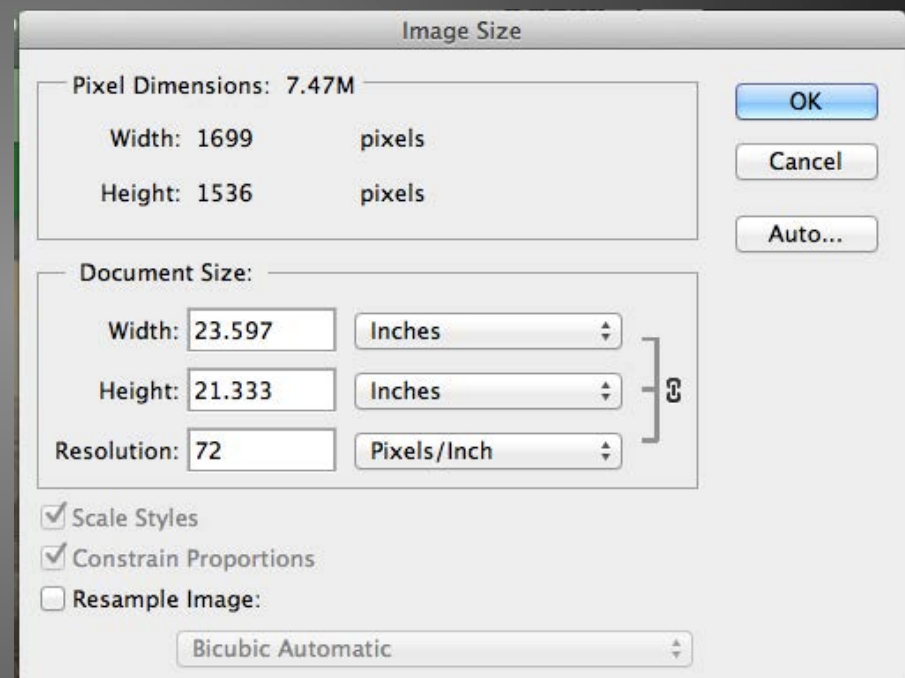 Image Size
Pixel Dimensions: 7.47M
Width: 1699 pixels
Height: 1536 pixels
OK
Cancel
Auto...
Document Size:
Width: 23.597 Inches
Height: 21.333 Inches
Resolution: 72 Pixels/Inch
Scale Styles
Constrain Proportions
Resample Image:
Bicubic Automatic